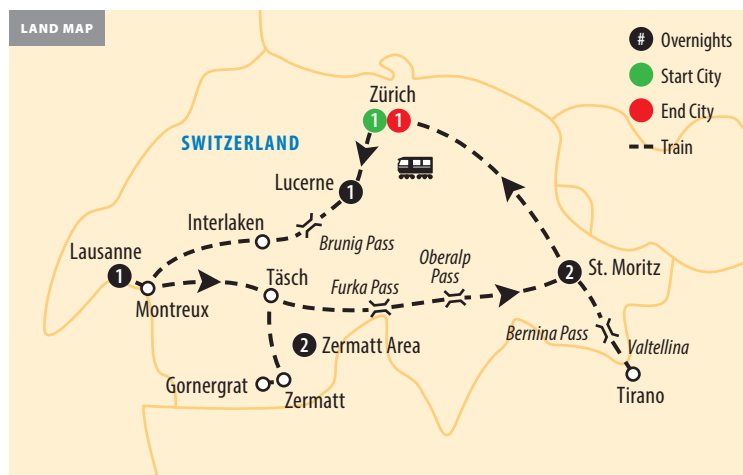 LAND MAP
# Overnights
Start City
End City
Train
Zürich
1 1
SWITZERLAND
Lucerne
1
Interlaken
Brunig Pass
Lausanne
1
Montreux
Täsch
Furka Pass
Oberalp
Pass
2 St. Moritz
Bernina Pass
Valtellina
2 Zermatt Area
Gornergrat
Zermatt
Tirano